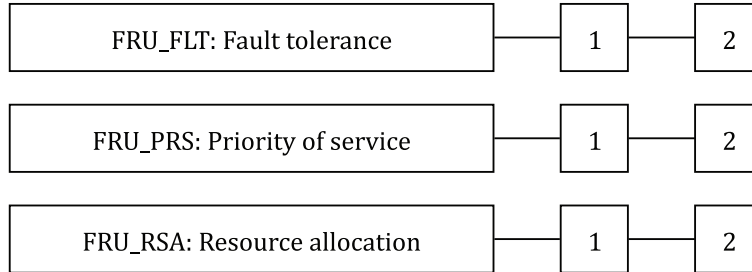 FRU_FLT: Fault tolerance 1 2
FRU_PRS: Priority of service 1 2
FRU_RSA: Resource allocation 1 2